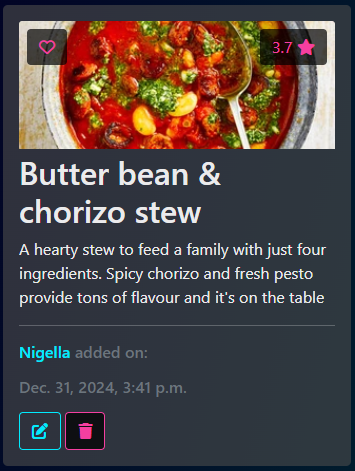 3.7
Butter bean &
chorizo stew
A hearty stew to feed a family with just four
ingredients. Spicy chorizo and fresh pesto
provide tons of flavour and it's on the table
Nigella added on:
Dec. 31, 2024, 3:41 p.m.